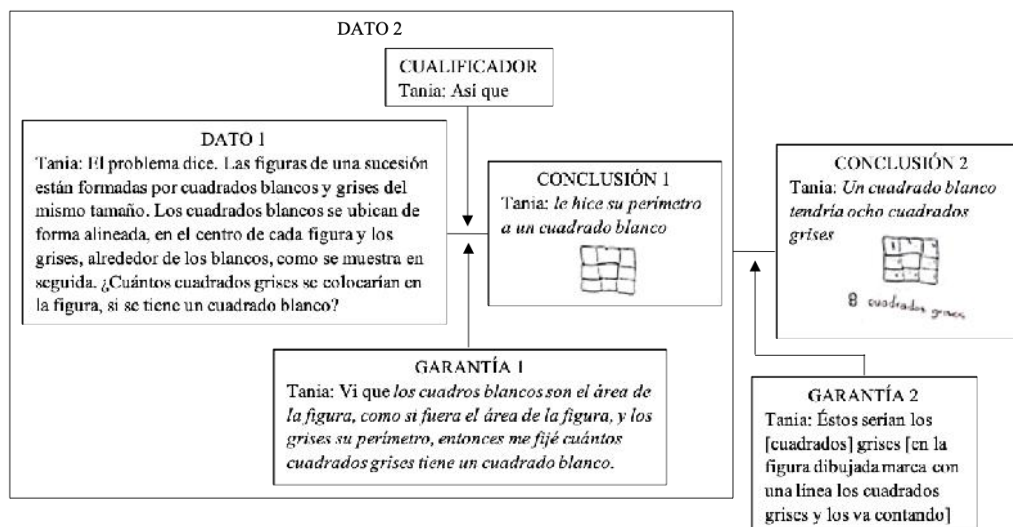 DATO 2
CUALIFICADOR
Tania: Así que
DATO 1
Tania: El problema dice. Las figuras de una sucesión
están formadas por cuadrados blancos y grises del
mismo tamaño. Los cuadrados blancos se ubican de
forma alineada, en el centro de cada figura y los
grises, alrededor de los blancos, como se muestra en
seguida. ¿Cuántos cuadrados grises se colocarían en
la figura, si se tiene un cuadrado blanco?
CONCLUSIÓN 1
Tania: le hice su perímetro
a un cuadrado blanco
CONCLUSIÓN 2
Tania: Un cuadrado blanco
tendría ocho cuadrados
grises
8 cuadrados grises
GARANTÍA 1
Tania: Vi que los cuadros blancos son el área de
la figura, como si fuera el área de la figura, y los
grises su perímetro, entonces me fijé cuántos
cuadrados grises tiene un cuadrado blanco.
GARANTÍA 2
Tania: Éstos serían los
[cuadrados] grises [en la
figura dibujada marca con
una línea los cuadrados
grises y los va contando]